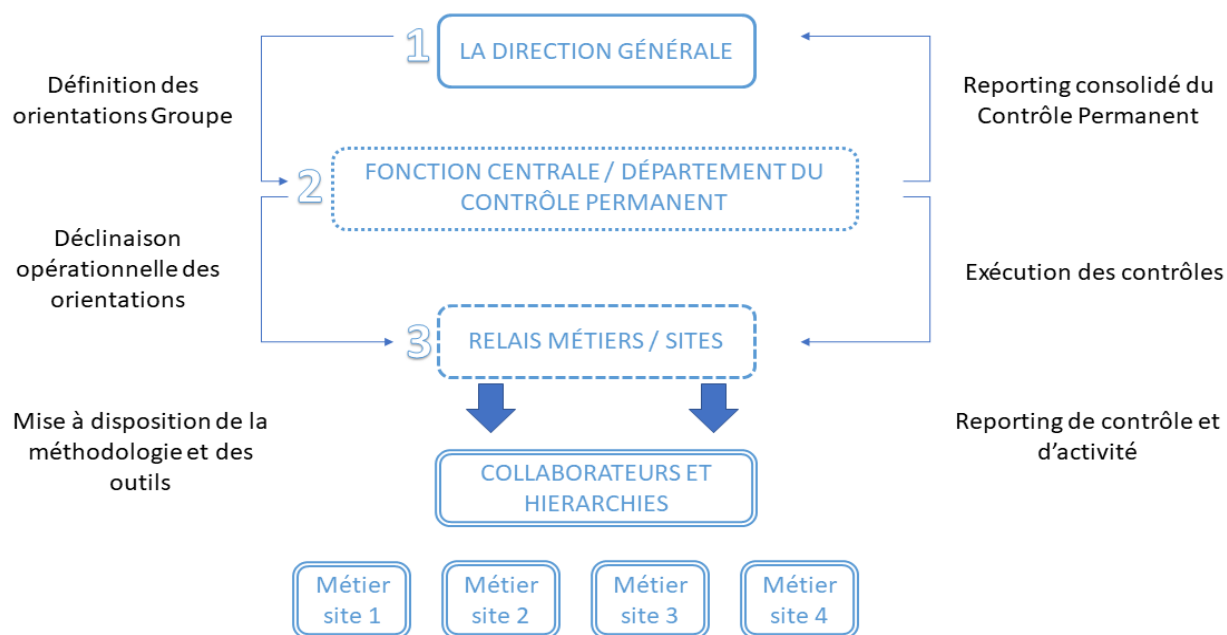 1
LA DIRECTION GÉNÉRALE
Définition des
orientations Groupe
Reporting consolidé du
Contrôle Permanent
2
FONCTION CENTRALE / DÉPARTEMENT DU
CONTRÔLE PERMANENT
Déclinaison
opérationnelle des
orientations
Exécution des contrôles
3
RELAIS MÉTIERS / SITES
Mise à disposition de la
méthodologie et des
outils
Reporting de contrôle et
d'activité
COLLABORATEURS ET
HIERARCHIES
Métier
site 1
Métier
site 2
Métier
site 3
Métier
site 4